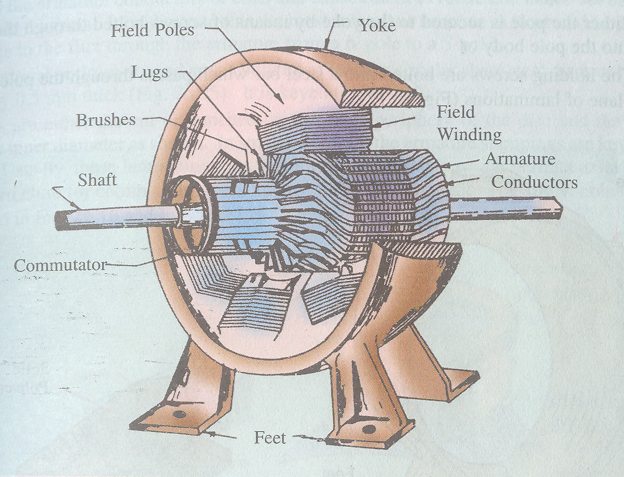 Field Poles
Yoke
Lugs
Brushes
Field
Winding
Armature
Conductors
Shaft
Commutator
Feet